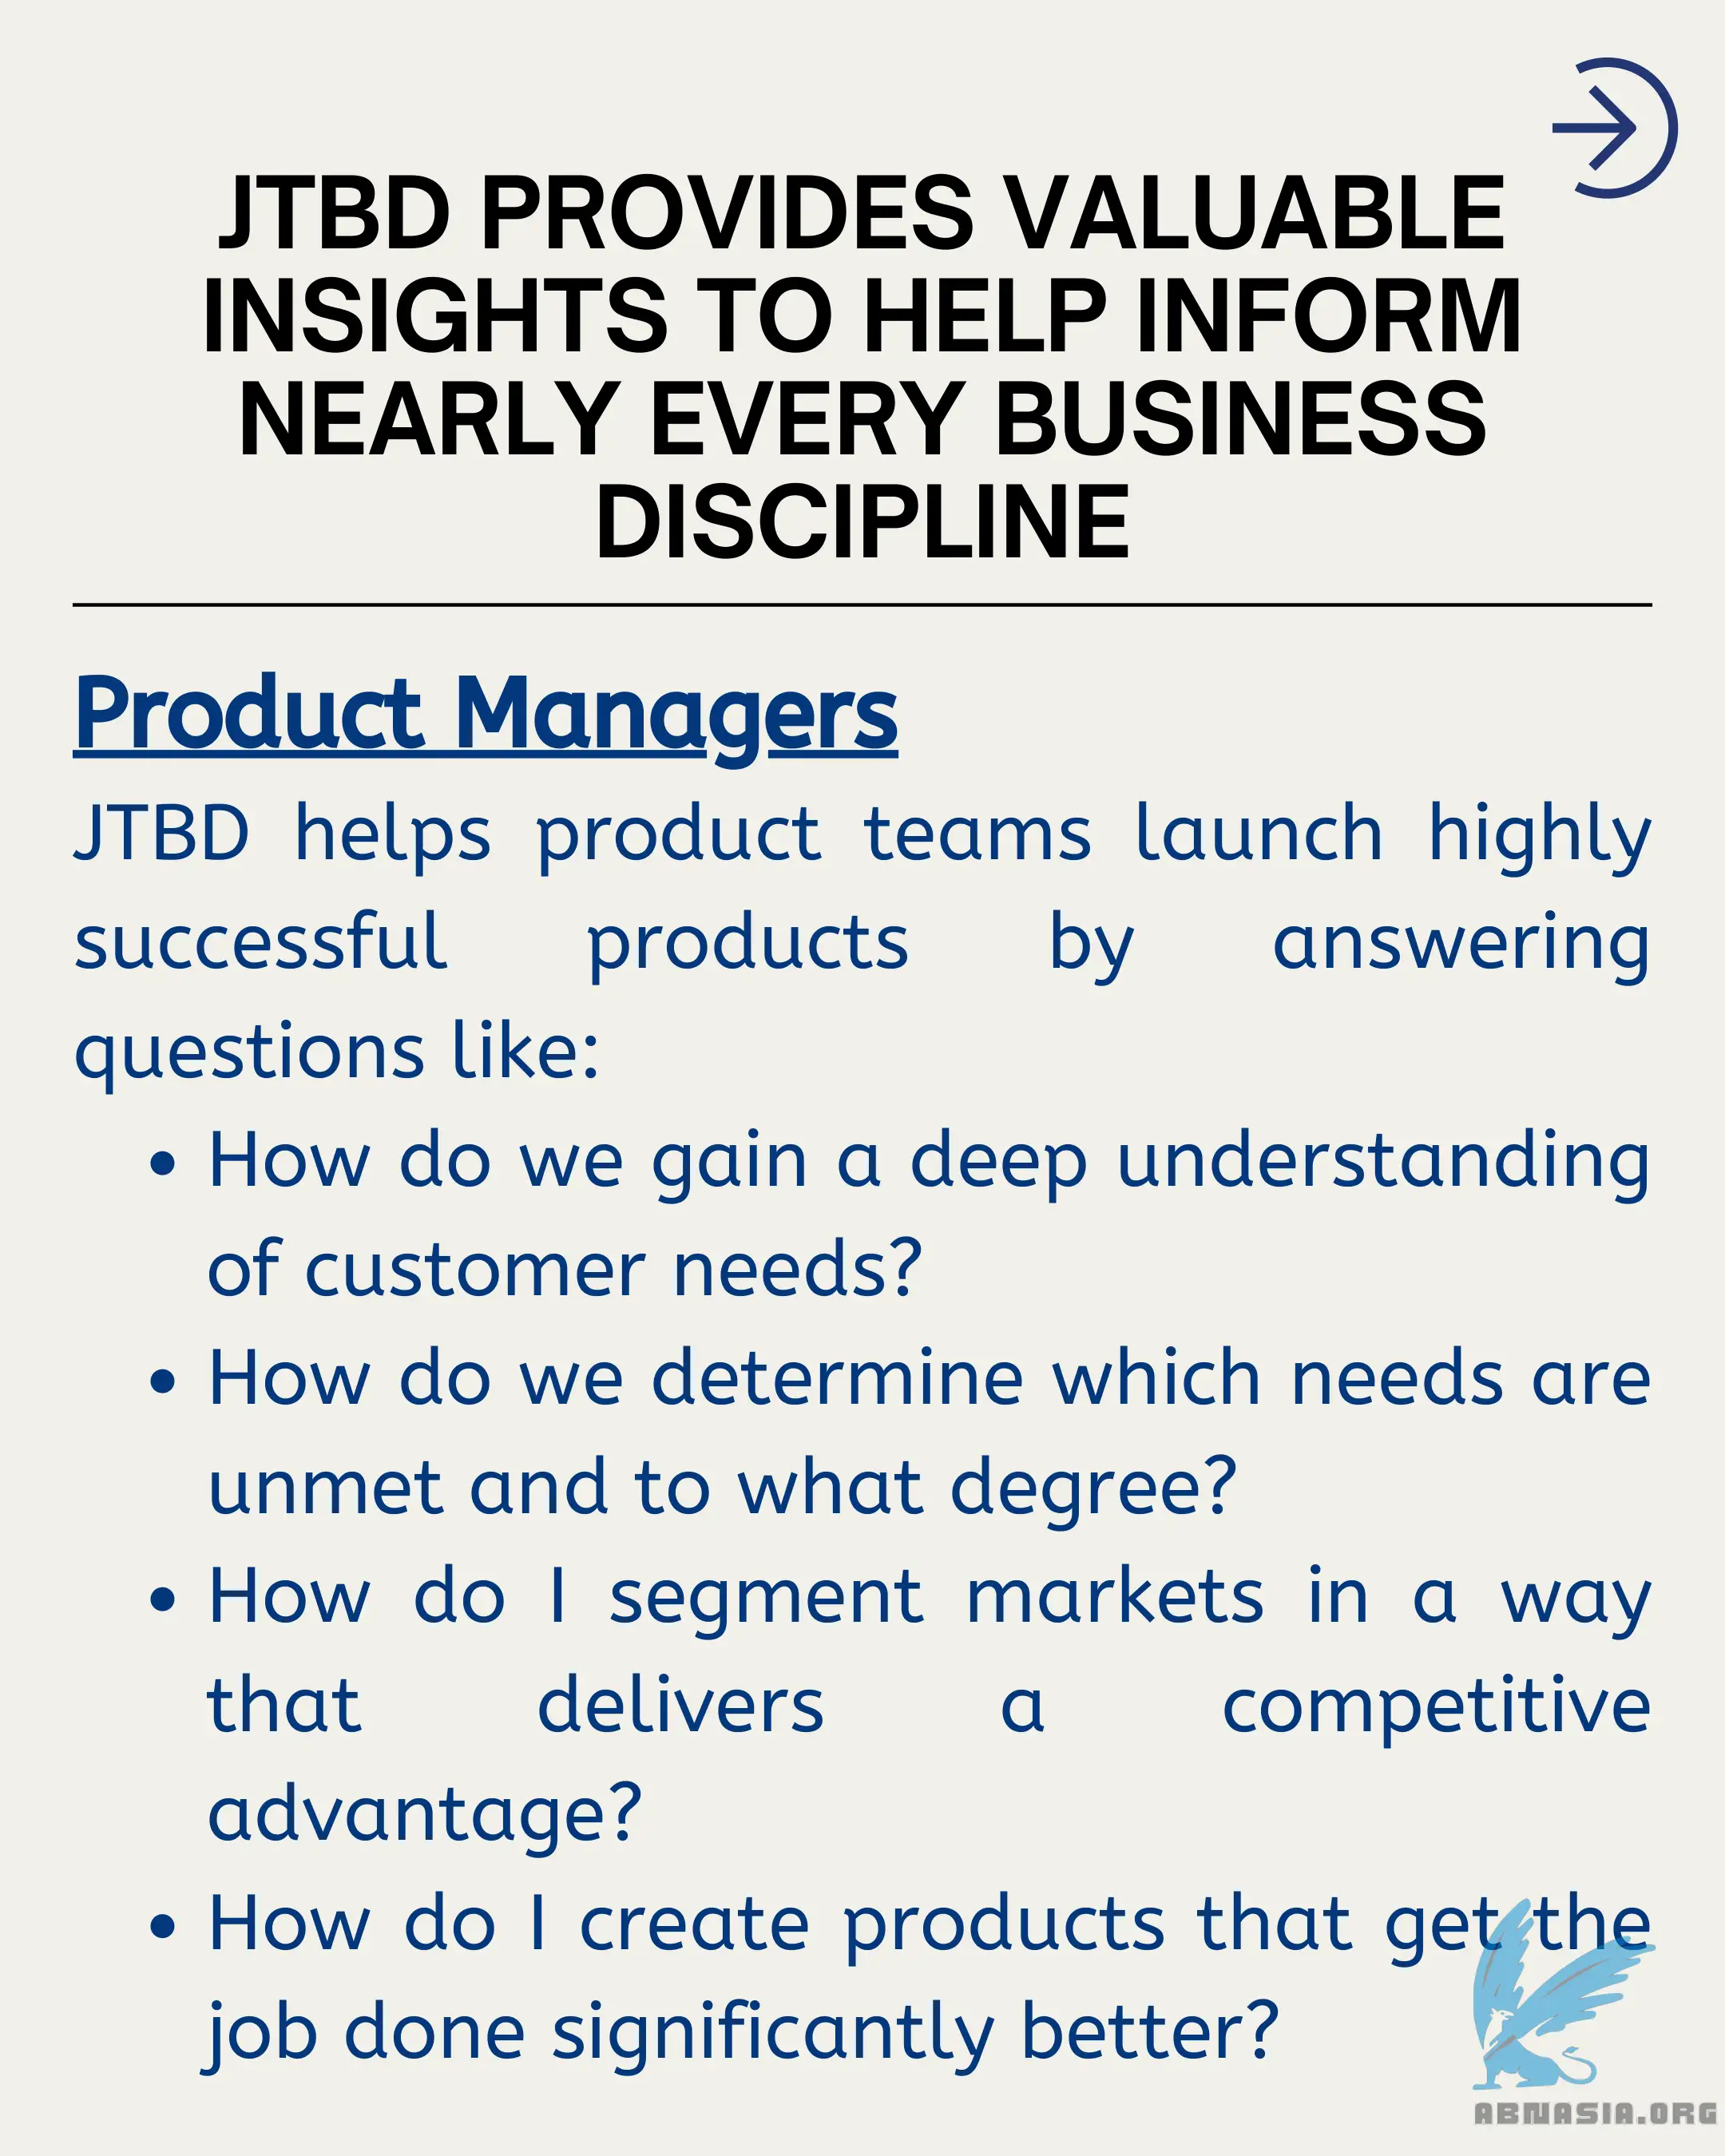 JTBD PROVIDES VALUABLE
INSIGHTS TO HELP INFORM
NEARLY EVERY BUSINESS
DISCIPLINE
Product Managers
JTBD helps product teams launch highly
successful products by answering
questions like:
• How do we gain a deep understanding
of customer needs?
• How do we determine which needs are
unmet and to what degree?
• How do I segment markets in a way
that delivers a competitive
advantage?
• How do I create products that get the
job done significantly better?
ABNASIA.ORG